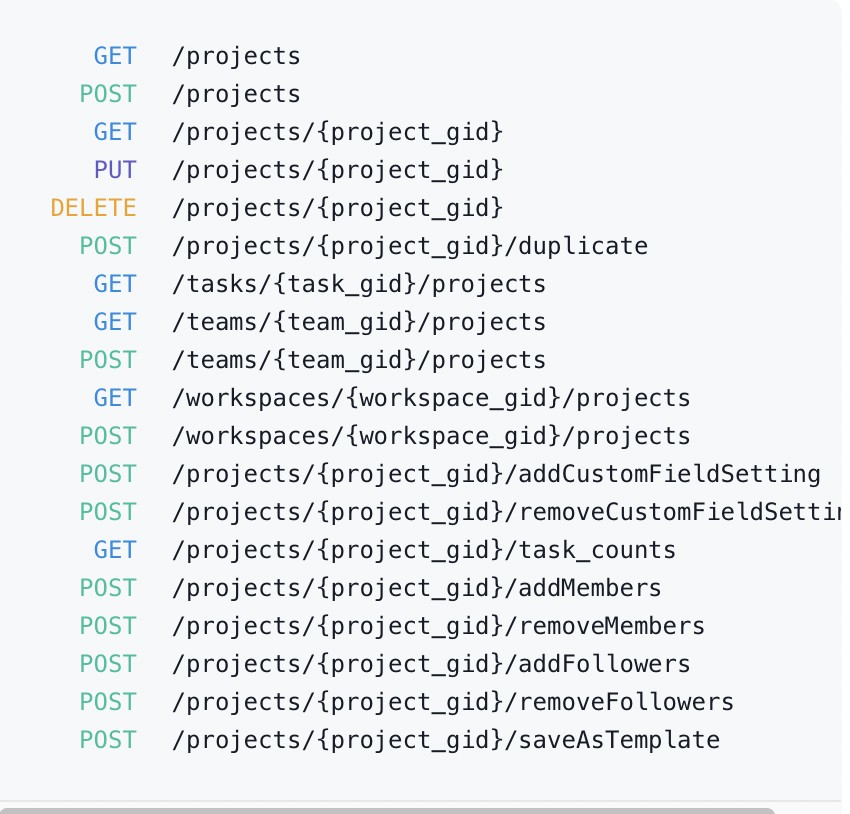 GET /projects
POST /projects
GET /projects/{project_gid}
PUT /projects/{project_gid}
DELETE /projects/{project_gid}
POST /projects/{project_gid}/duplicate
GET /tasks/{task_gid}/projects
GET /teams/{team_gid}/projects
POST /teams/{team_gid}/projects
GET /workspaces/{workspace_gid}/projects
POST /workspaces/{workspace_gid}/projects
POST /projects/{project_gid}/addCustomFieldSetting
POST /projects/{project_gid}/removeCustomFieldSettin
GET /projects/{project_gid}/task_counts
POST /projects/{project_gid}/addMembers
POST /projects/{project_gid}/removeMembers
POST /projects/{project_gid}/addFollowers
POST /projects/{project_gid}/removeFollowers
POST /projects/{project_gid}/saveAsTemplate